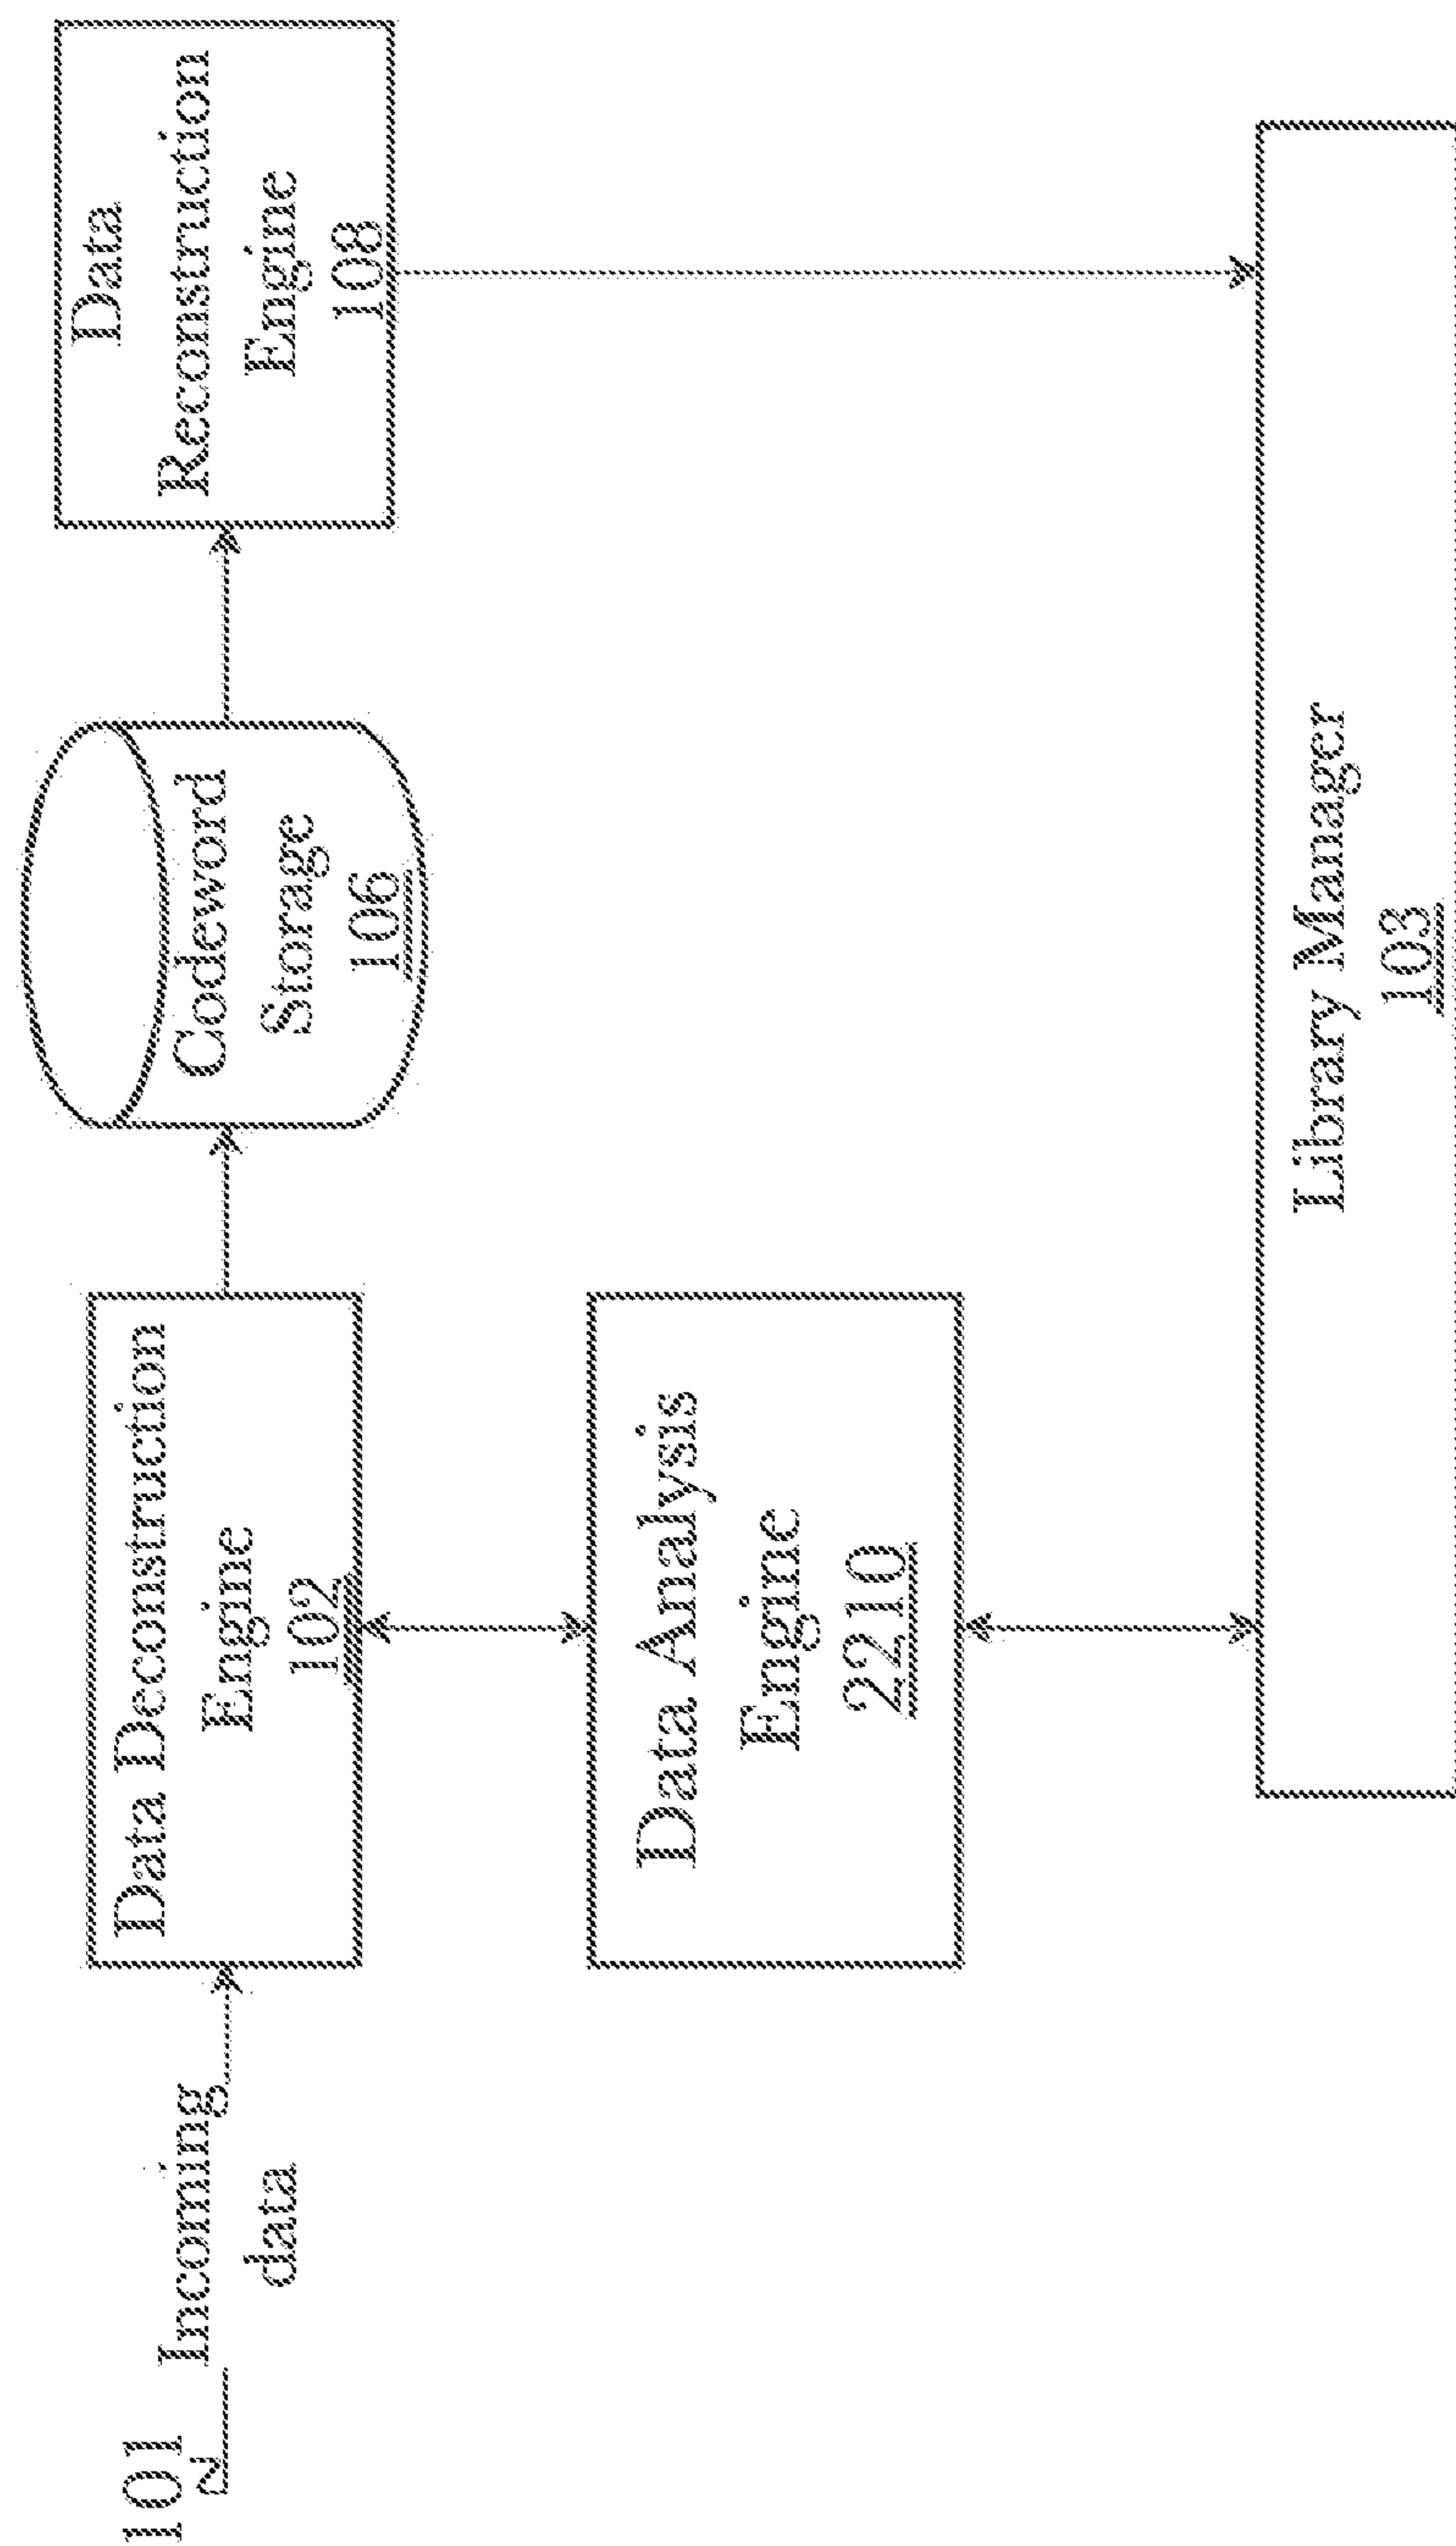 101
Incoming
data
Data Deconstruction
Engine
102
Codeword
Storage
106
Data
Reconstruction
Engine
108
Data Analysis
Engine
2210
Library Manager
103